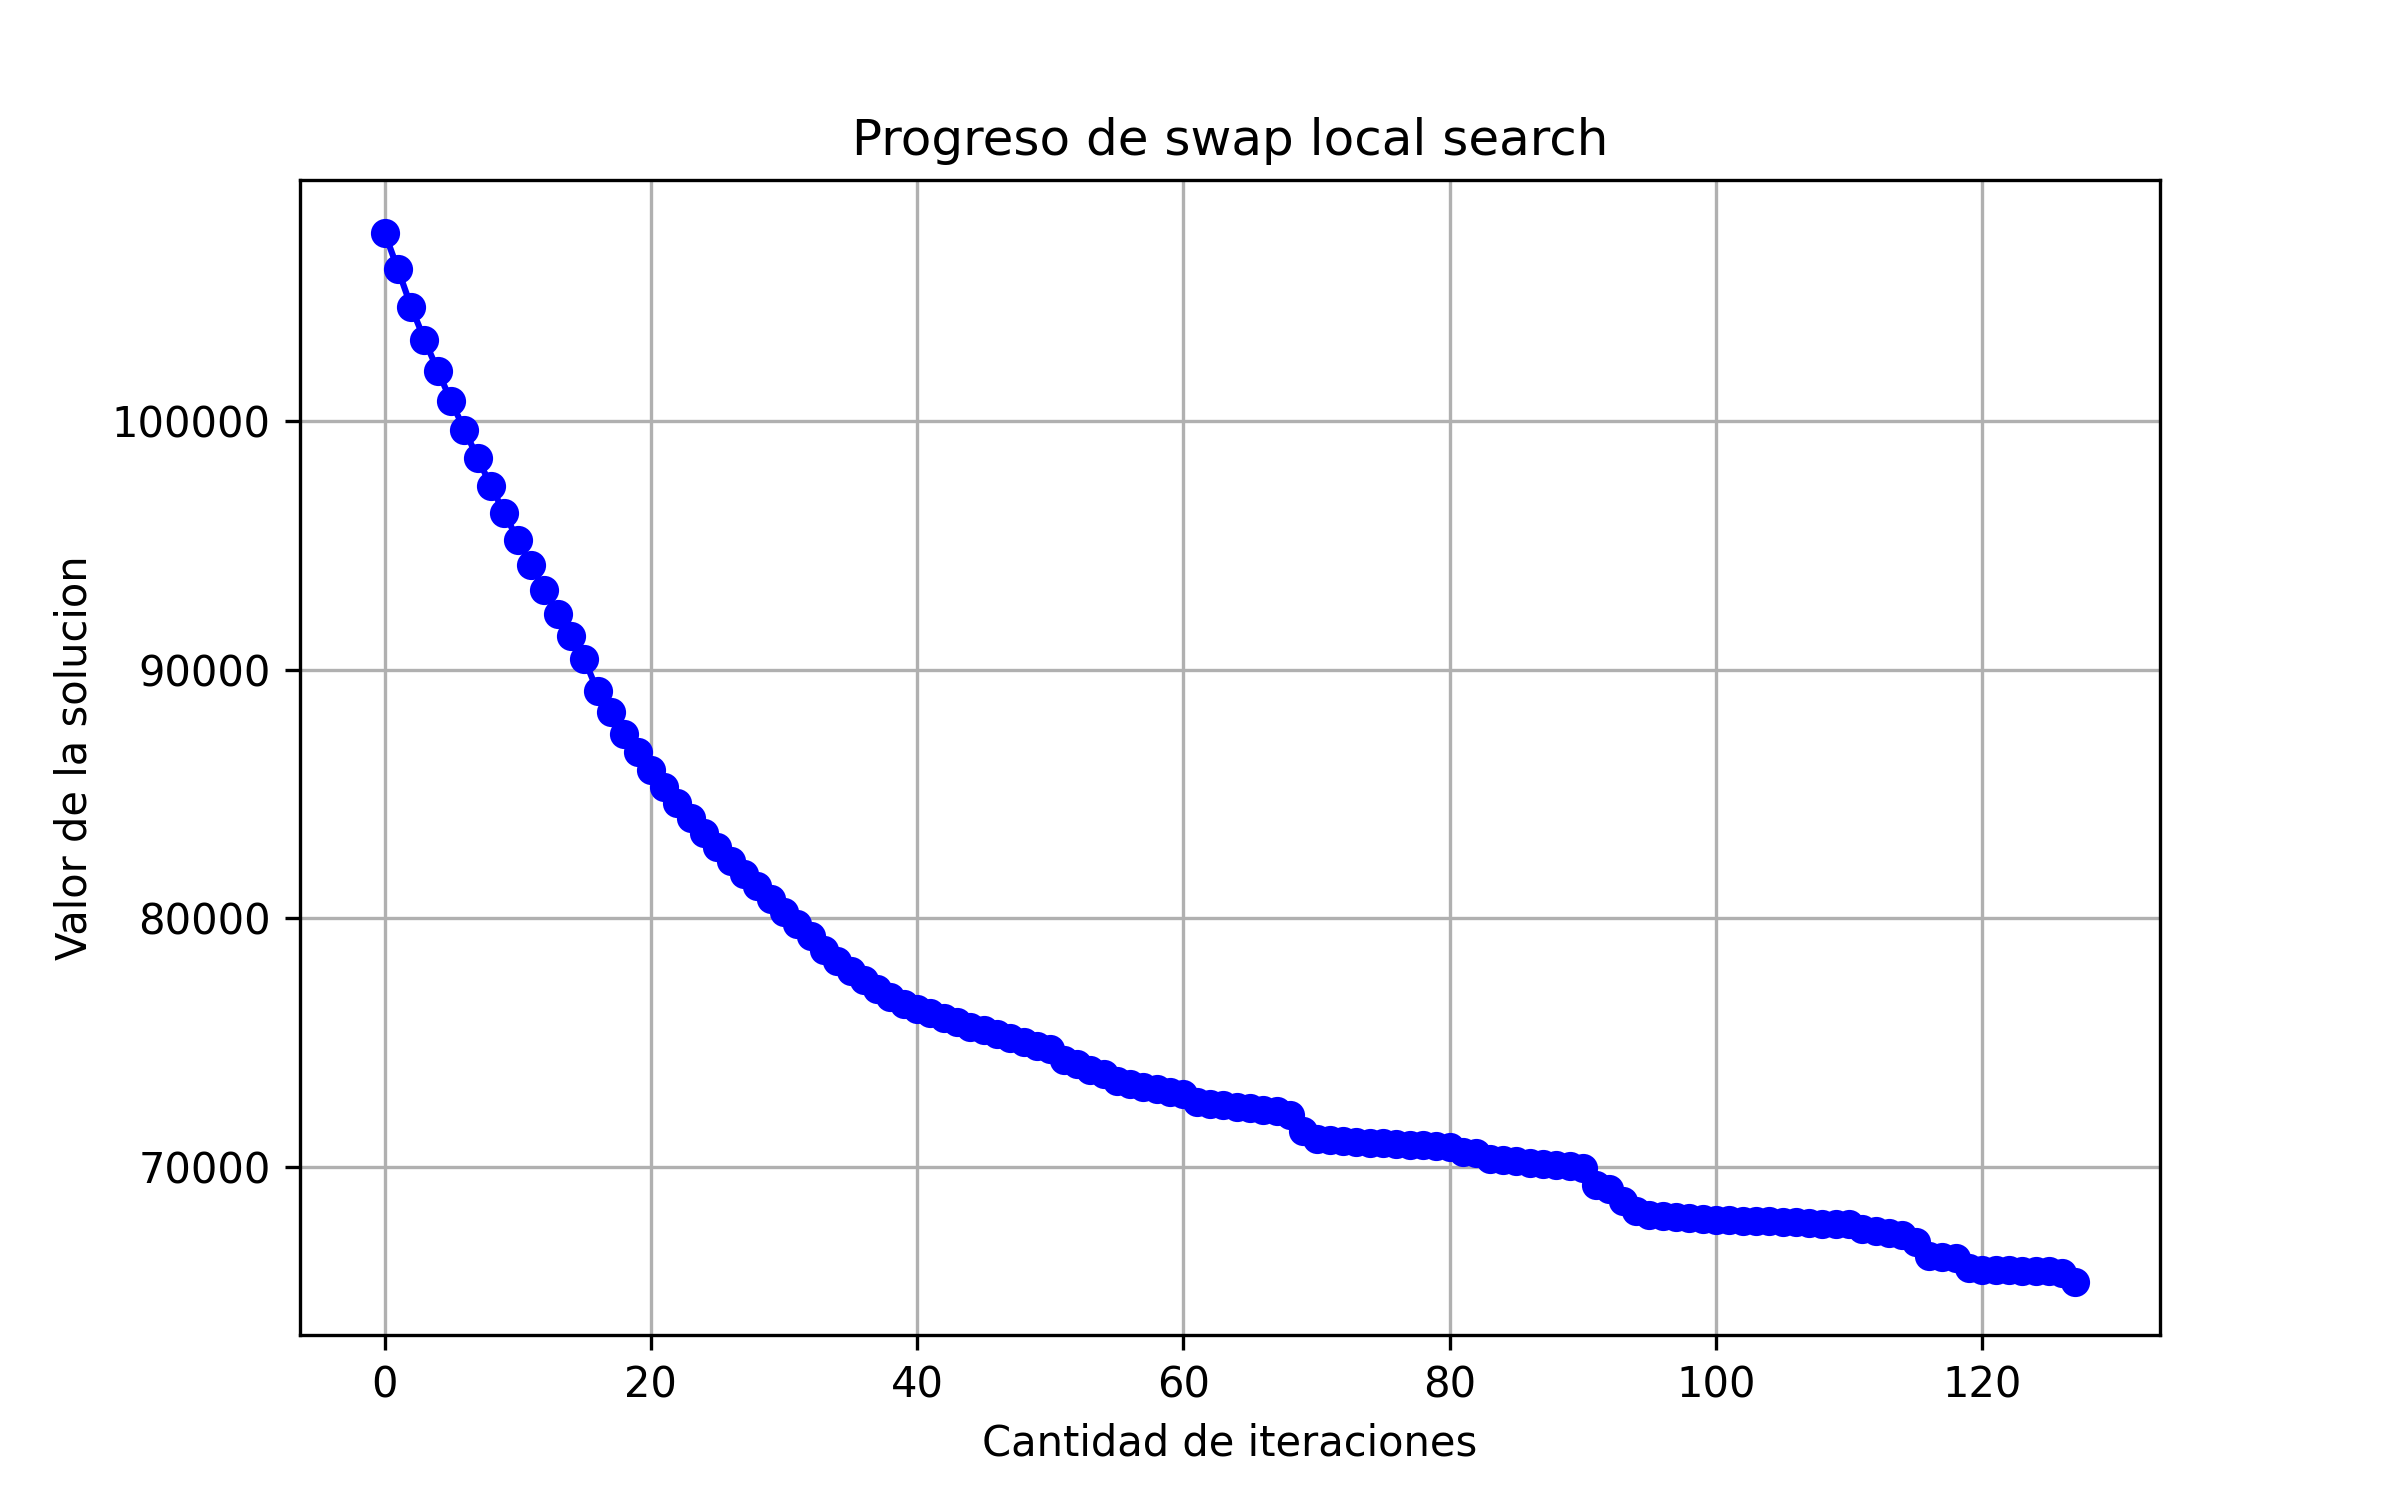 Progreso de swap local search
Valor de la solucion
100000
90000
80000
70000
0 20 40 60 80 100 120
Cantidad de iteraciones